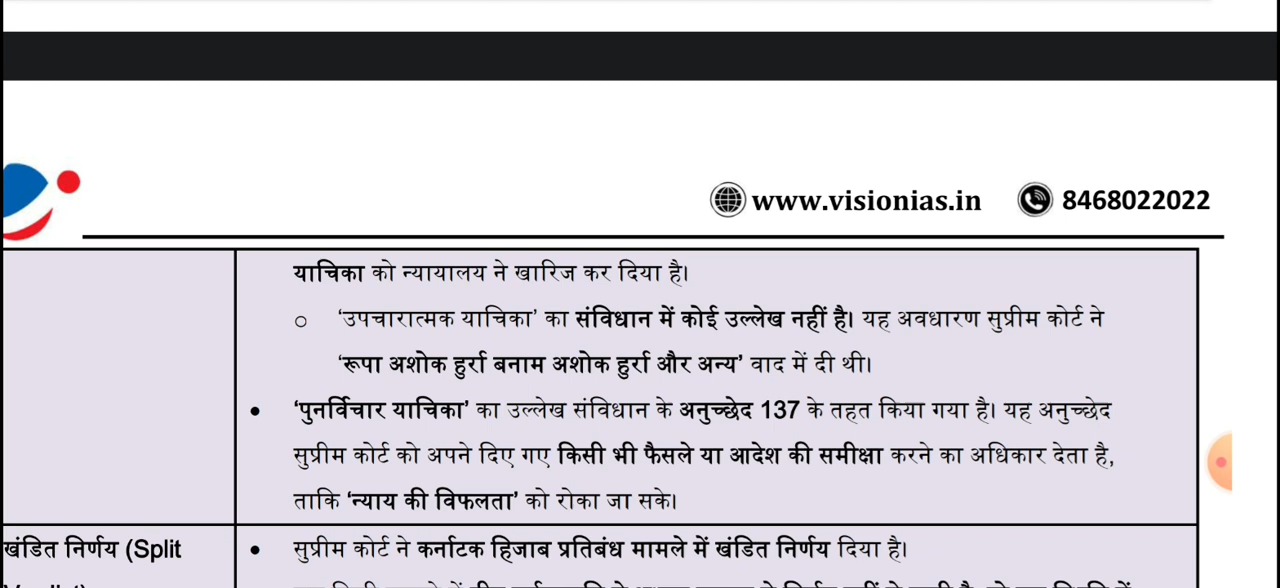 www.visionias.in 8468022022
याचिका को न्यायालय ने खारिज कर दिया है।
○ 'उपचारात्मक याचिका' का संविधान में कोई उल्लेख नहीं है। यह अवधारण सुप्रीम कोर्ट ने
'रूपा अशोक हुर्रा बनाम अशोक हुर्रा और अन्य' वाद में दी थी।
• 'पुनर्विचार याचिका' का उल्लेख संविधान के अनुच्छेद 137 के तहत किया गया है। यह अनुच्छेद
सुप्रीम कोर्ट को अपने दिए गए किसी भी फैसले या आदेश की समीक्षा करने का अधिकार देता है,
ताकि 'न्याय की विफलता' को रोका जा सके।
खंडित निर्णय (Split
• सुप्रीम कोर्ट ने कर्नाटक हिजाब प्रतिबंध मामले में खंडित निर्णय दिया है।